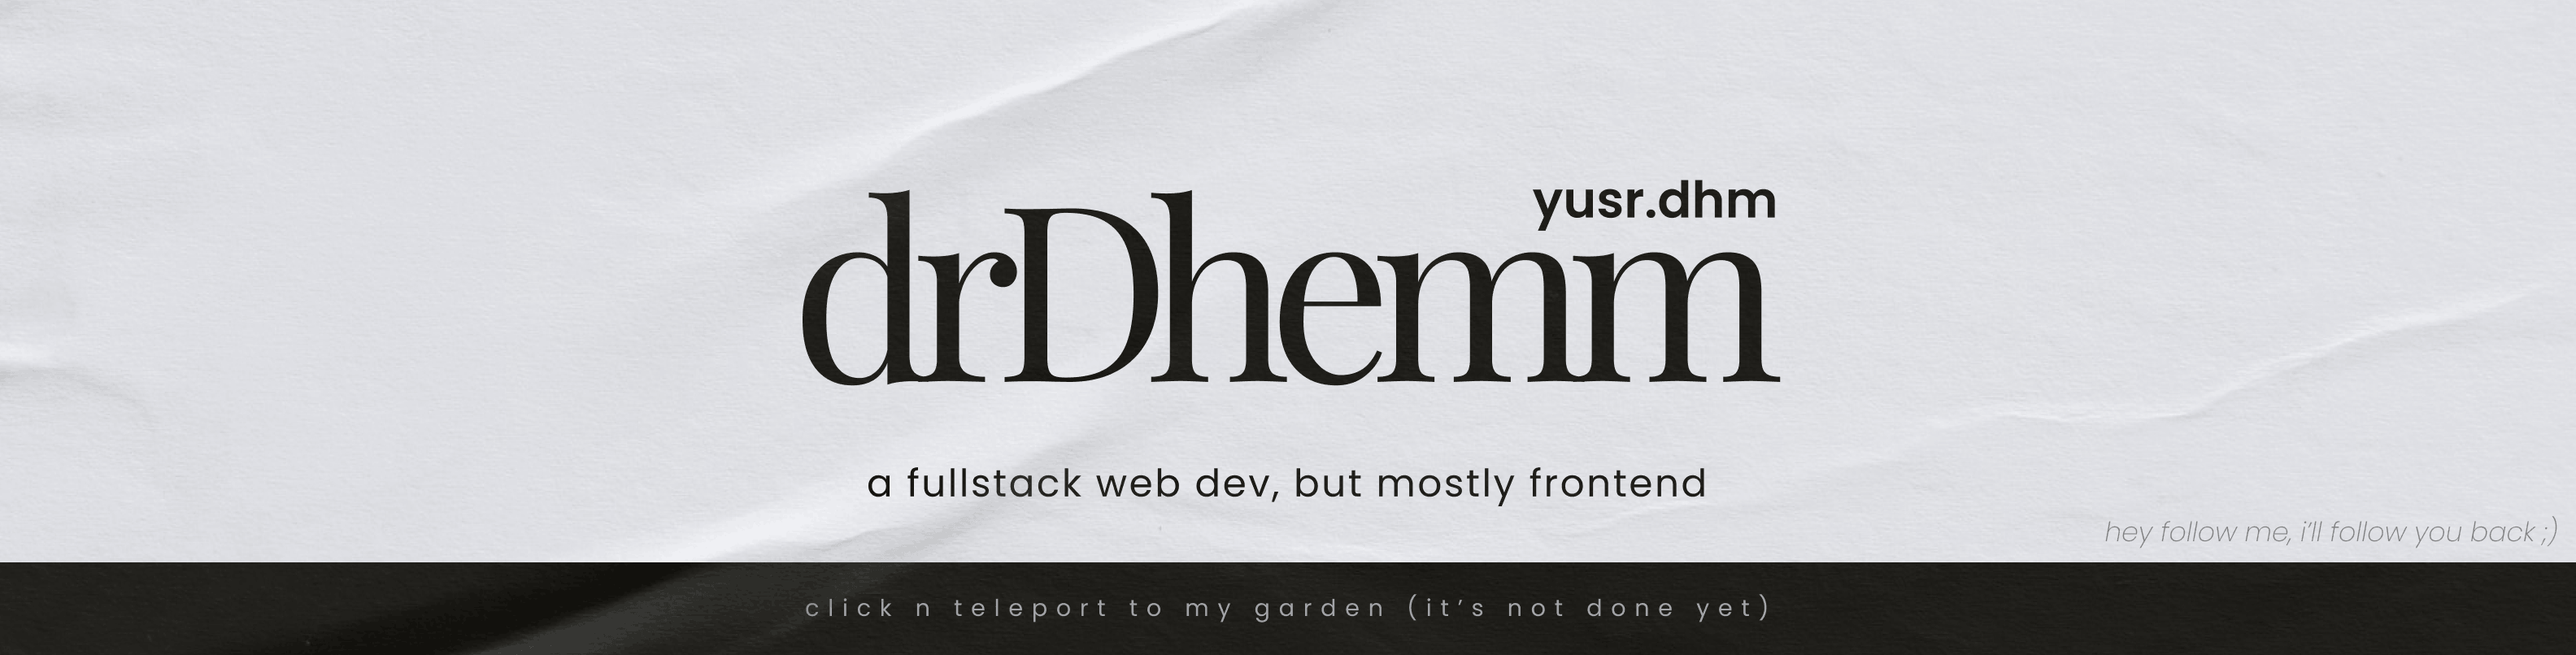 yusr.dhm
drDhemm
a fullstack web dev, but mostly frontend
hey follow me, i’ll follow you back ;)
click n teleport to my garden (it’s not done yet)